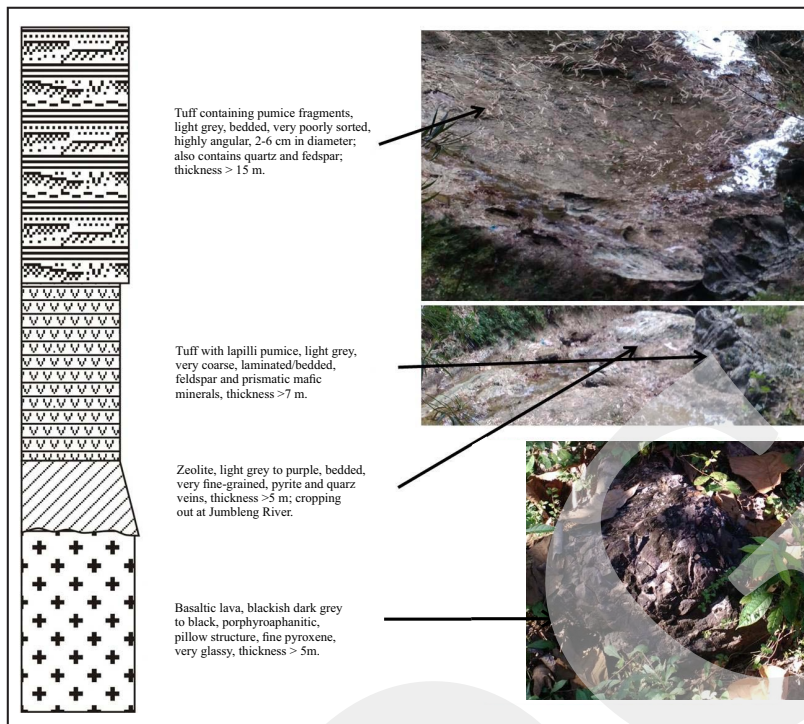 Tuff containing pumice fragments,
light grey, bedded, very poorly sorted,
highly angular, 2-6 cm in diameter;
also contains quartz and fedspar;
thickness > 15 m.
Tuff with lapilli pumice, light grey,
very coarse, laminated/bedded,
feldspar and prismatic mafic
minerals, thickness >7 m.
Zeolite, light grey to purple, bedded,
very fine-grained, pyrite and quarz
veins, thickness >5 m; cropping
out at Jumbleng River.
Basaltic lava, blackish dark grey
to black, porphyroaphanitic,
pillow structure, fine pyroxene,
very glassy, thickness > 5m.